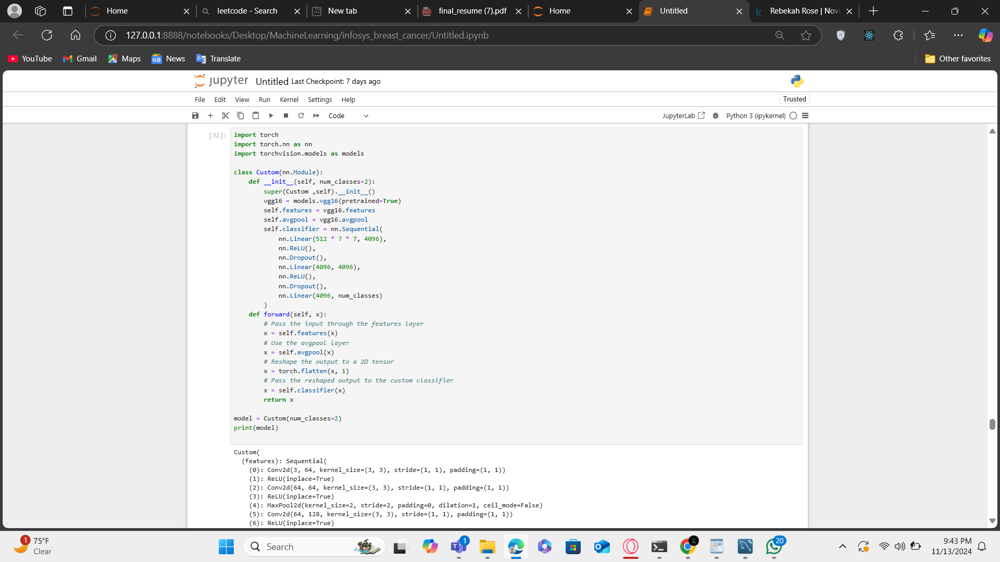 Home
leetcode - Search
New tab
final_resume (7).pdf
Home
Untitled
Rebekah Rose | Novi
127.0.0.1:8888/notebooks/Desktop/MachineLearning/infosys_breast_cancer/Untitled.ipynb
YouTube
Gmail
Maps
News
Translate
Other favorites
jupyter Untitled Last Checkpoint: 7 days ago
File Edit View Run Kernel Settings Help
Trusted
Code
JupyterLab
Python 3 (ipykernel)
[32]:
import torch
import torch.nn as nn
import torchvision.models as models
class Custom(nn.Module):
    def __init__(self, num_classes=2):
        super(Custom ,self).__init__()
        vgg16 = models.vgg16(pretrained=True)
        self.features = vgg16.features
        self.avgpool = vgg16.avgpool
        self.classifier = nn.Sequential(
            nn.Linear(512 * 7 * 7, 4096),
            nn.ReLU(),
            nn.Dropout(),
            nn.Linear(4096, 4096),
            nn.ReLU(),
            nn.Dropout(),
            nn.Linear(4096, num_classes)
        )
    def forward(self, x):
        # Pass the input through the features layer
        x = self.features(x)
        # Use the avgpool layer
        x = self.avgpool(x)
        # Reshape the output to a 2D tensor
        x = torch.flatten(x, 1)
        # Pass the reshaped output to the custom classifier
        x = self.classifier(x)
        return x
model = Custom(num_classes=2)
print(model)
Custom(
  (features): Sequential(
    (0): Conv2d(3, 64, kernel_size=(3, 3), stride=(1, 1), padding=(1, 1))
    (1): ReLU(inplace=True)
    (2): Conv2d(64, 64, kernel_size=(3, 3), stride=(1, 1), padding=(1, 1))
    (3): ReLU(inplace=True)
    (4): MaxPool2d(kernel_size=2, stride=2, padding=0, dilation=1, ceil_mode=False)
    (5): Conv2d(64, 128, kernel_size=(3, 3), stride=(1, 1), padding=(1, 1))
    (6): ReLU(inplace=True)
1
75°F
Clear
Search
1
20
9:43 PM
11/13/2024